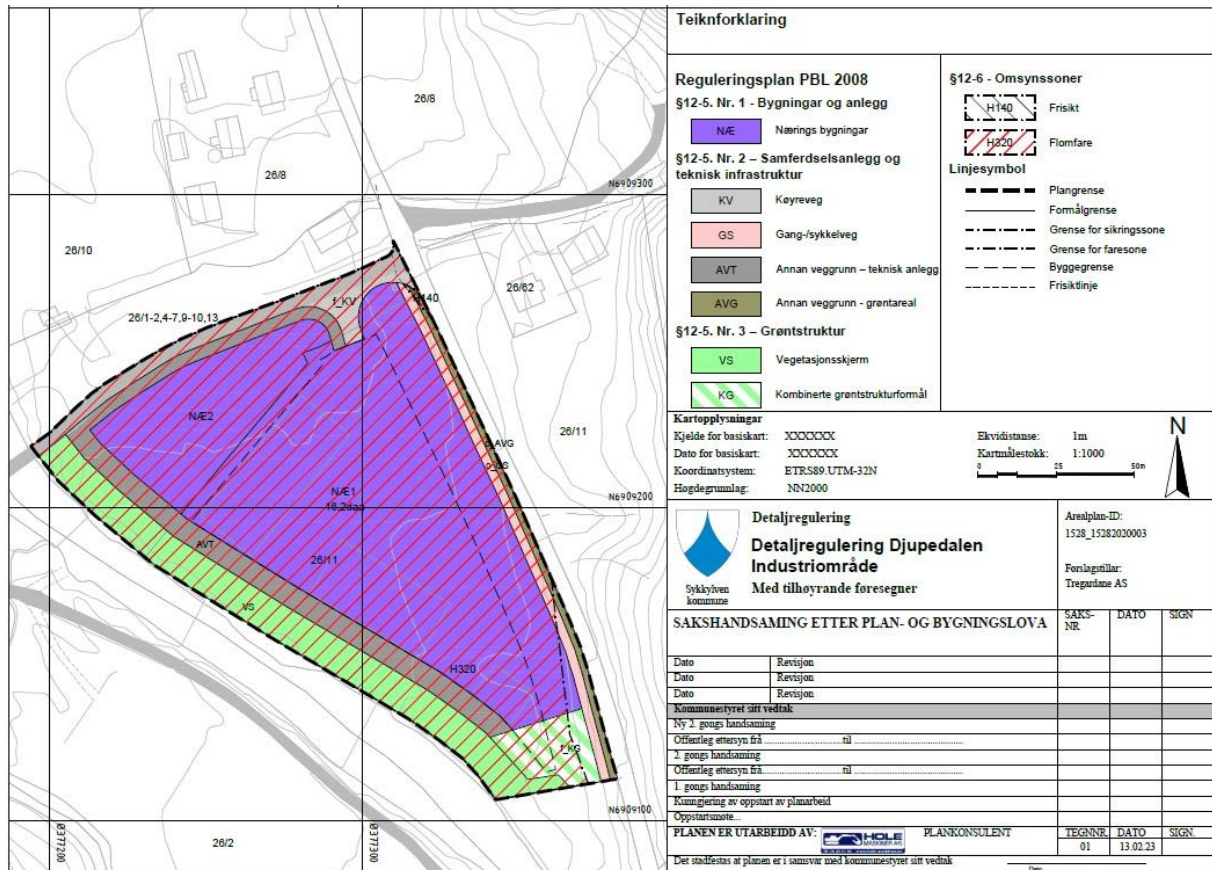 26/8
26/8
N6909300
26/10
26/62
H140
f_KV
26/1-2,4-7,9-10,13
NÆ2
26/11
o_AVG
o_GS
NÆ1
16,2daa
N6909200
AVT
26/11
VS
H320
f_KG
N6909100
Ø377200
26/2
Ø377300
Teiknforklaring
Reguleringsplan PBL 2008
§12-5. Nr. 1 - Bygningar og anlegg
NÆ Nærings bygningar
§12-5. Nr. 2 – Samferdselsanlegg og
teknisk infrastruktur
KV Køyreveg
GS Gang-/sykkelveg
AVT Annan veggrunn – teknisk anlegg
AVG Annan veggrunn - grøntareal
§12-5. Nr. 3 – Grøntstruktur
VS Vegetasjonsskjerm
KG Kombinerte grøntstrukturformål
§12-6 - Omsynssoner
H140 Frisikt
H320 Flomfare
Linjesymbol
Plangrense
Formålgrense
Grense for sikringssone
Grense for faresone
Byggegrense
Frisiktlinje
Kartopplysningar
Kjelde for basiskart: XXXXXX
Dato for basiskart: XXXXXX
Koordinatsystem: ETRS89.UTM-32N
Høgdegrunnlag: NN2000
Ekvidistanse: 1m
Kartmålestokk: 1:1000
0 25 50m
N
Sykkylven
kommune
Detaljregulering
Detaljregulering Djupedalen
Industriområde
Med tilhøyrande føresegner
Arealplan-ID:
1528_15282020003
Forslagstillar:
Tregardane AS
SAKSHANDSAMING ETTER PLAN- OG BYGNINGSLOVA
SAKS-
NR
DATO
SIGN
Dato Revisjon
Dato Revisjon
Dato Revisjon
Kommunestyret sitt vedtak
Ny 2. gongs handsaming
Offentleg ettersyn frå ........................ til ........................
2. gongs handsaming
Offentleg ettersyn frå ........................ til ........................
1. gongs handsaming
Kunngjering av oppstart av planarbeid
Oppstartsmøte...
PLANEN ER UTARBEIDD AV: HOLE MASKINER AS PLANKONSULENT
TEGNNR. DATO SIGN.
01 13.02.23
Det stadfestas at planen er i samsvar med kommunestyret sitt vedtak
Dato